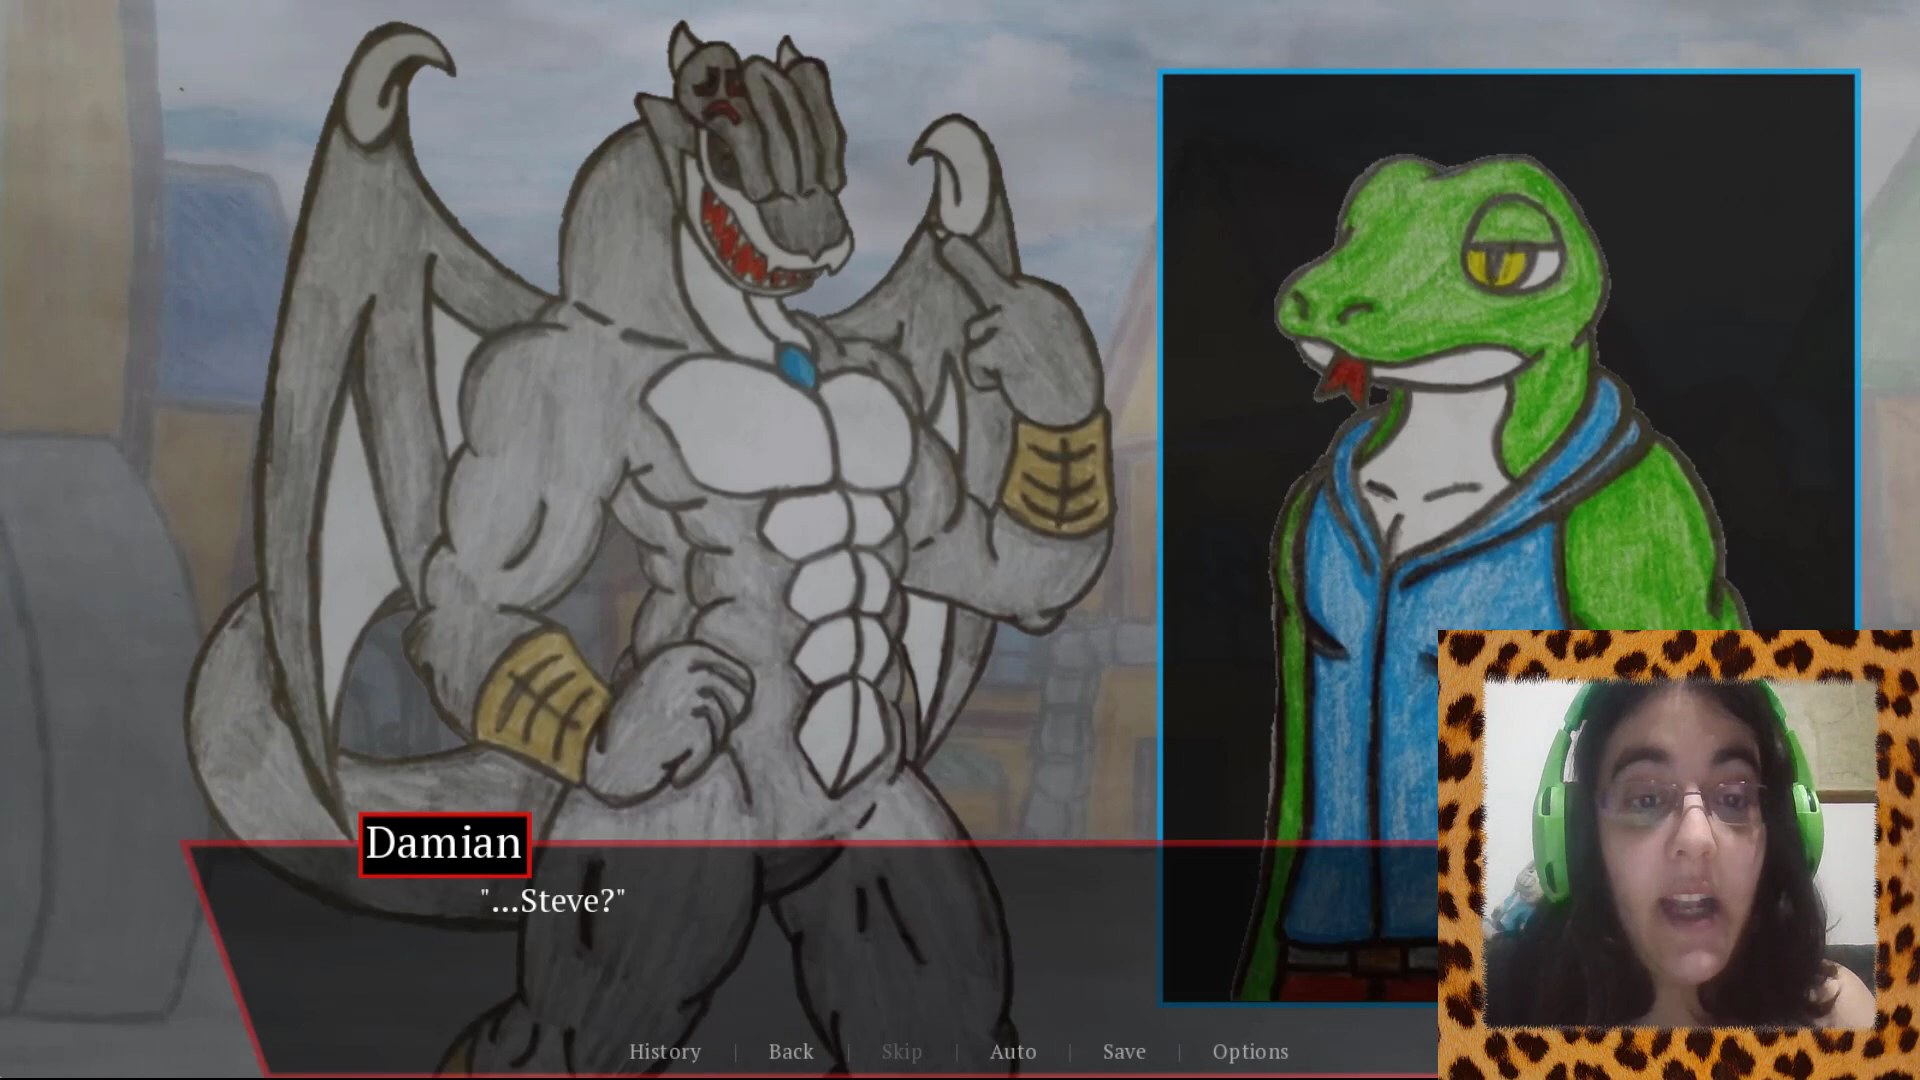 Damian
"...Steve?"
History | Back | Skip | Auto | Save | Options